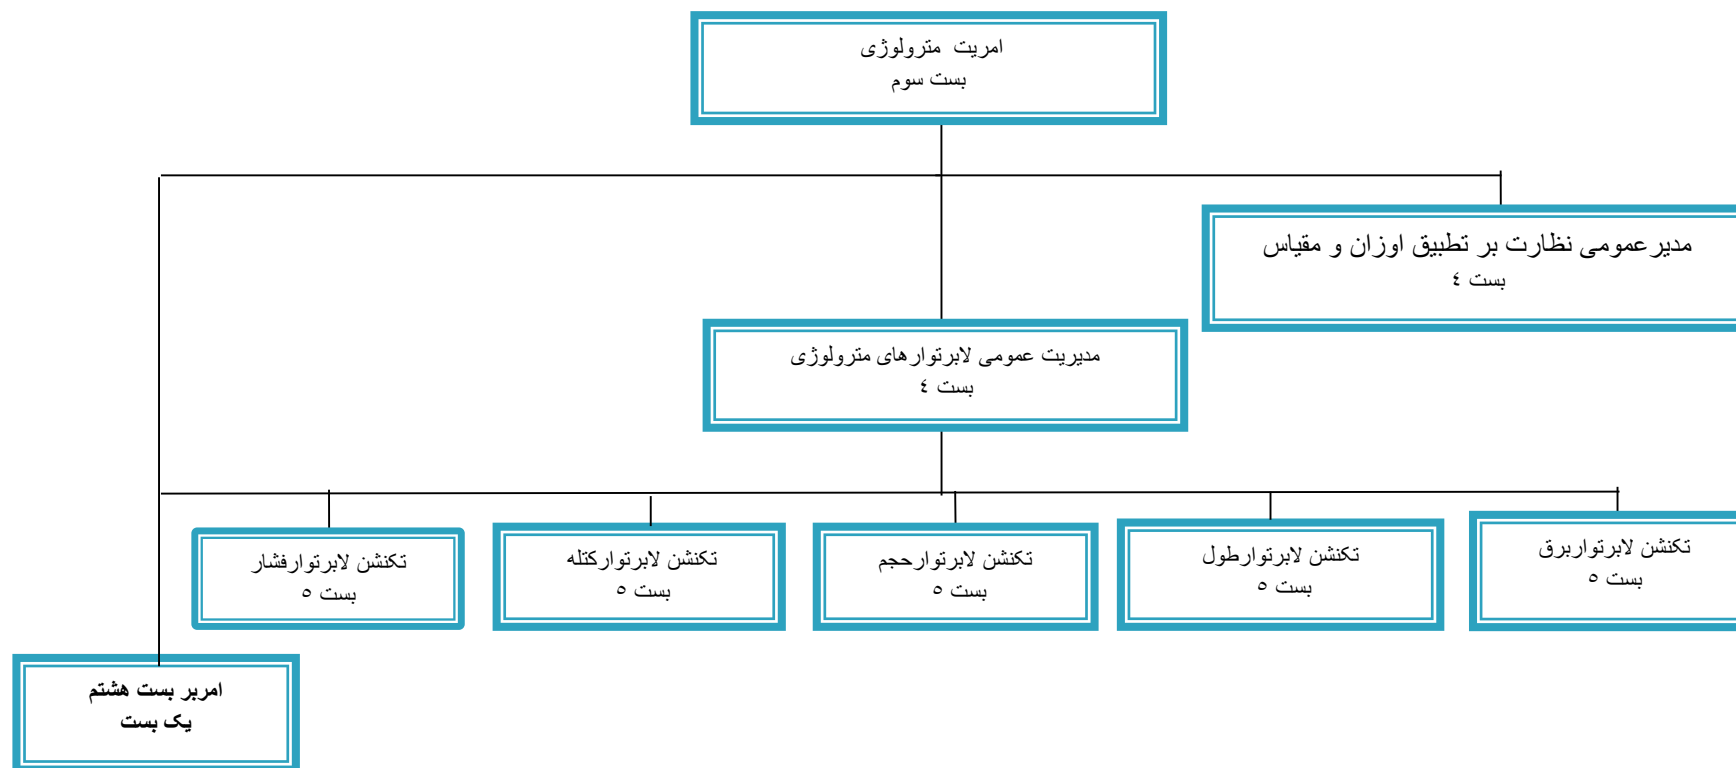 امریت مترولوژی
بست سوم
مدیرعمومی نظارت بر تطبیق اوزان و مقیاس
بست ٤
مدیریت عمومی لابرتوارهای مترولوژی
بست ٤
تکنشن لابرتواربرق
بست ٥
تکنشن لابرتوارطول
بست ٥
تکنشن لابرتوارحجم
بست ٥
تکنشن لابرتوارکتله
بست ٥
تکنشن لابرتوارفشار
بست ٥
امربر بست هشتم
یک بست